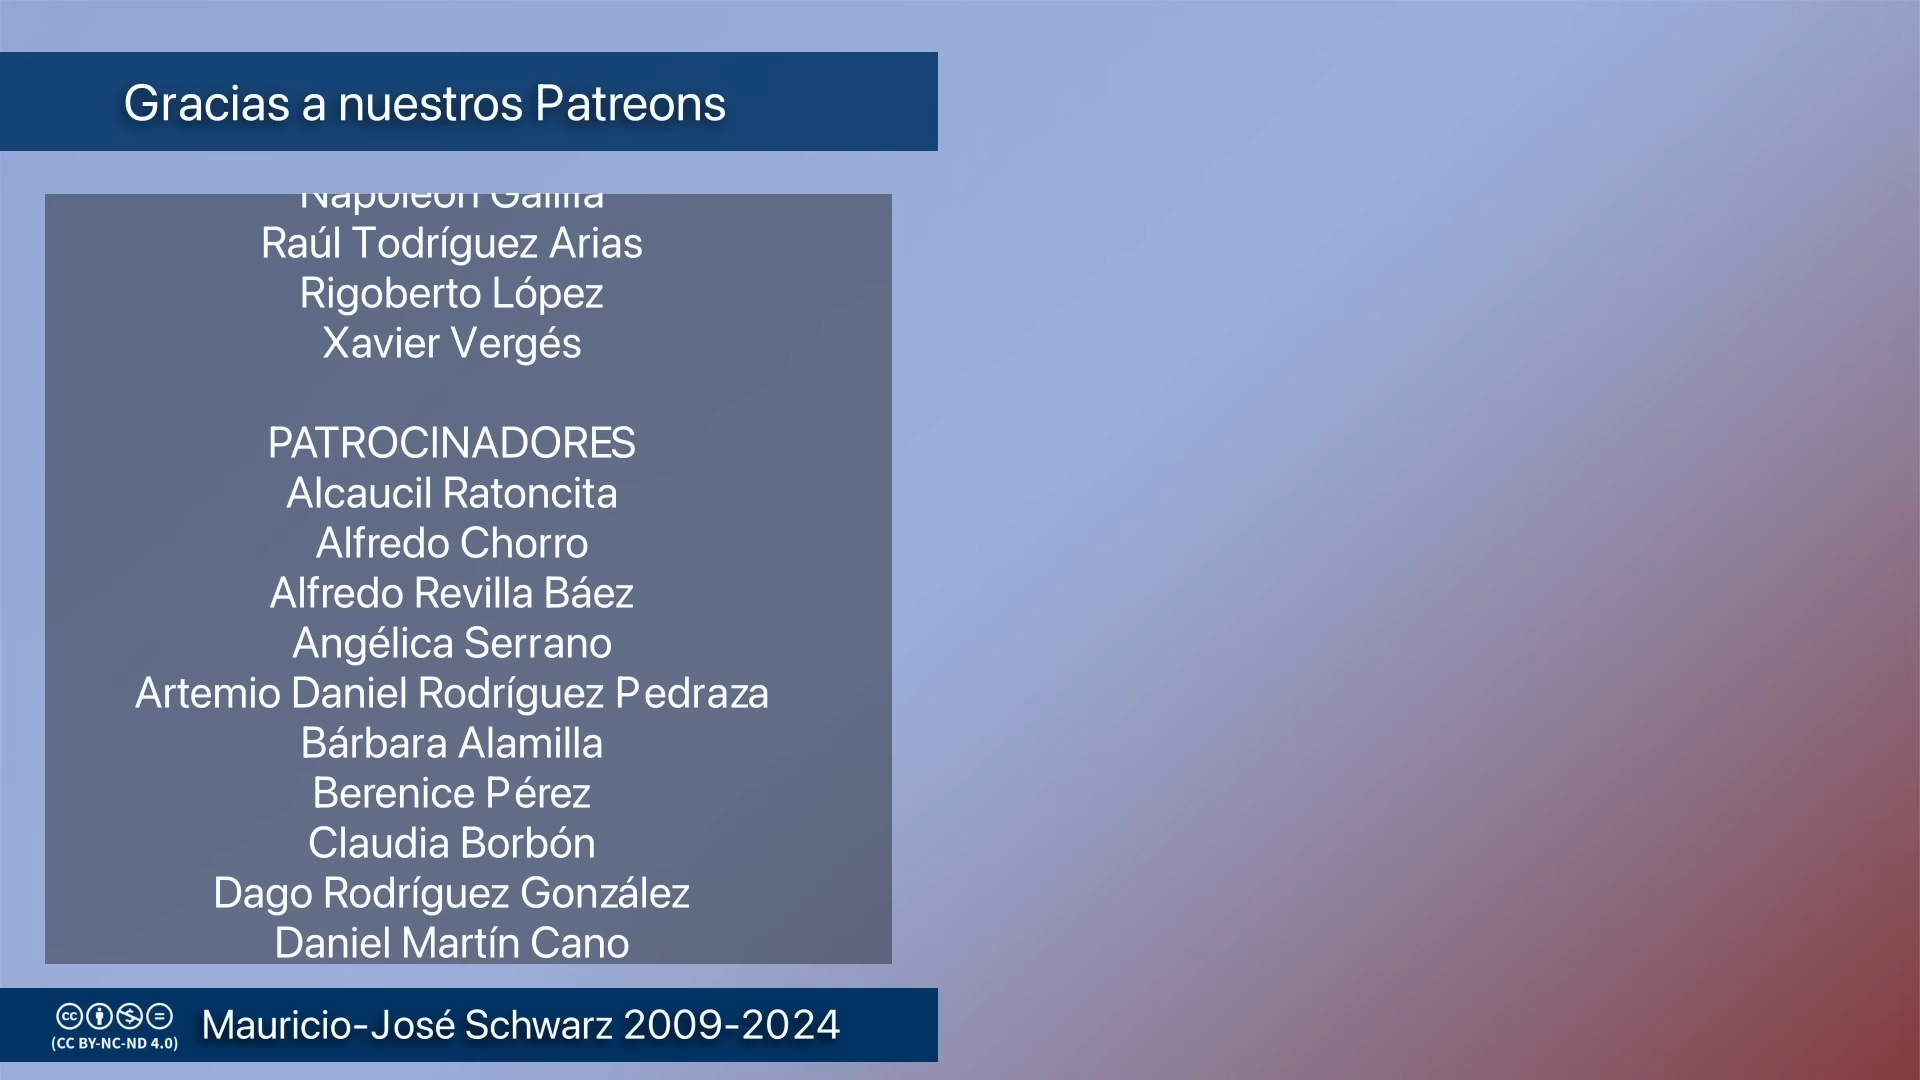 Gracias a nuestros Patreons
Napoleón
Raúl Todríguez Arias
Rigoberto López
Xavier Vergés
PATROCINADORES
Alcaucil Ratoncita
Alfredo Chorro
Alfredo Revilla Báez
Angélica Serrano
Artemio Daniel Rodríguez Pedraza
Bárbara Alamilla
Berenice Pérez
Claudia Borbón
Dago Rodríguez González
Daniel Martín Cano
cc
(CC BY-NC-ND 4.0)
Mauricio-José Schwarz 2009-2024